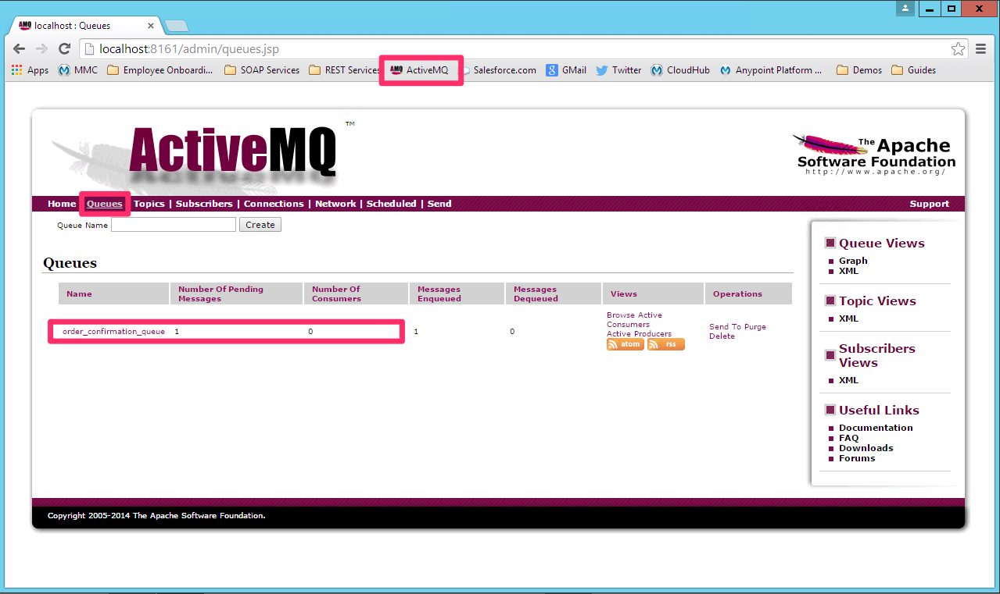 AMQ localhost : Queues
localhost:8161/admin/queues.jsp
Apps MMC Employee Onboardi... SOAP Services REST Services AMQ ActiveMQ Salesforce.com GMail Twitter CloudHub Anypoint Platform ... Demos Guides
ActiveMQ ™
The Apache
Software Foundation
http://www.apache.org/
Home | Queues | Topics | Subscribers | Connections | Network | Scheduled | Send Support
Queue Name Create
Queues
Name Number Of Pending Messages Number Of Consumers Messages Enqueued Messages Dequeued Views Operations
order_confirmation_queue 1 0 1 0
Browse Active
Consumers
Active Producers
atom rss
Send To Purge
Delete
Queue Views
Graph
XML
Topic Views
XML
Subscribers
Views
XML
Useful Links
Documentation
FAQ
Downloads
Forums
Copyright 2005-2014 The Apache Software Foundation.